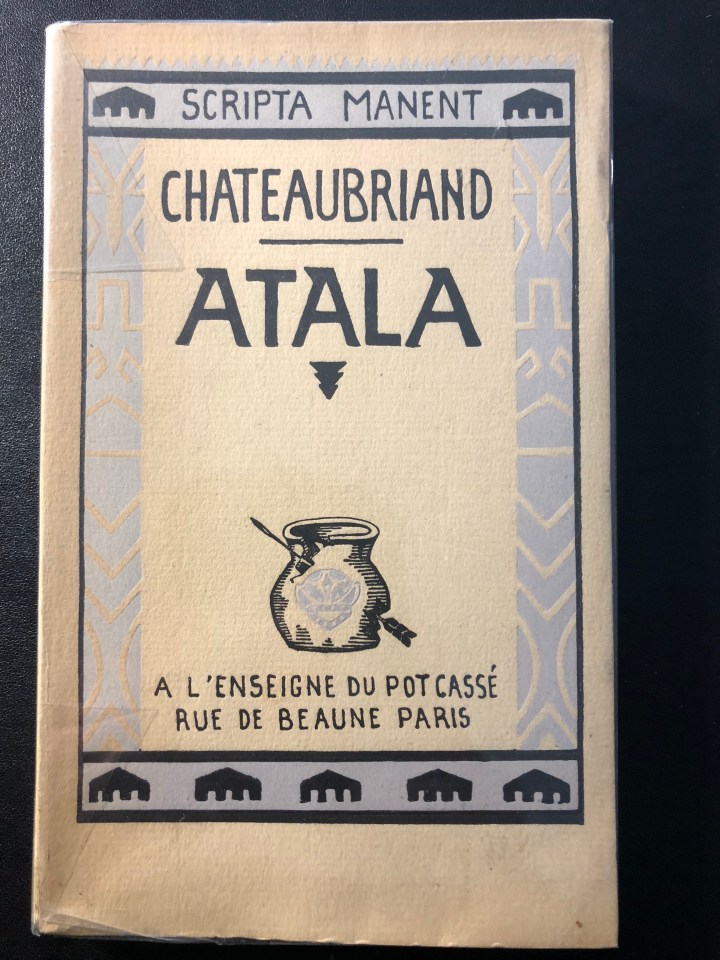 SCRIPTA MANENT
CHATEAUBRIAND
ATALA
A L'ENSEIGNE DU POT CASSÉ
RUE DE BEAUNE PARIS